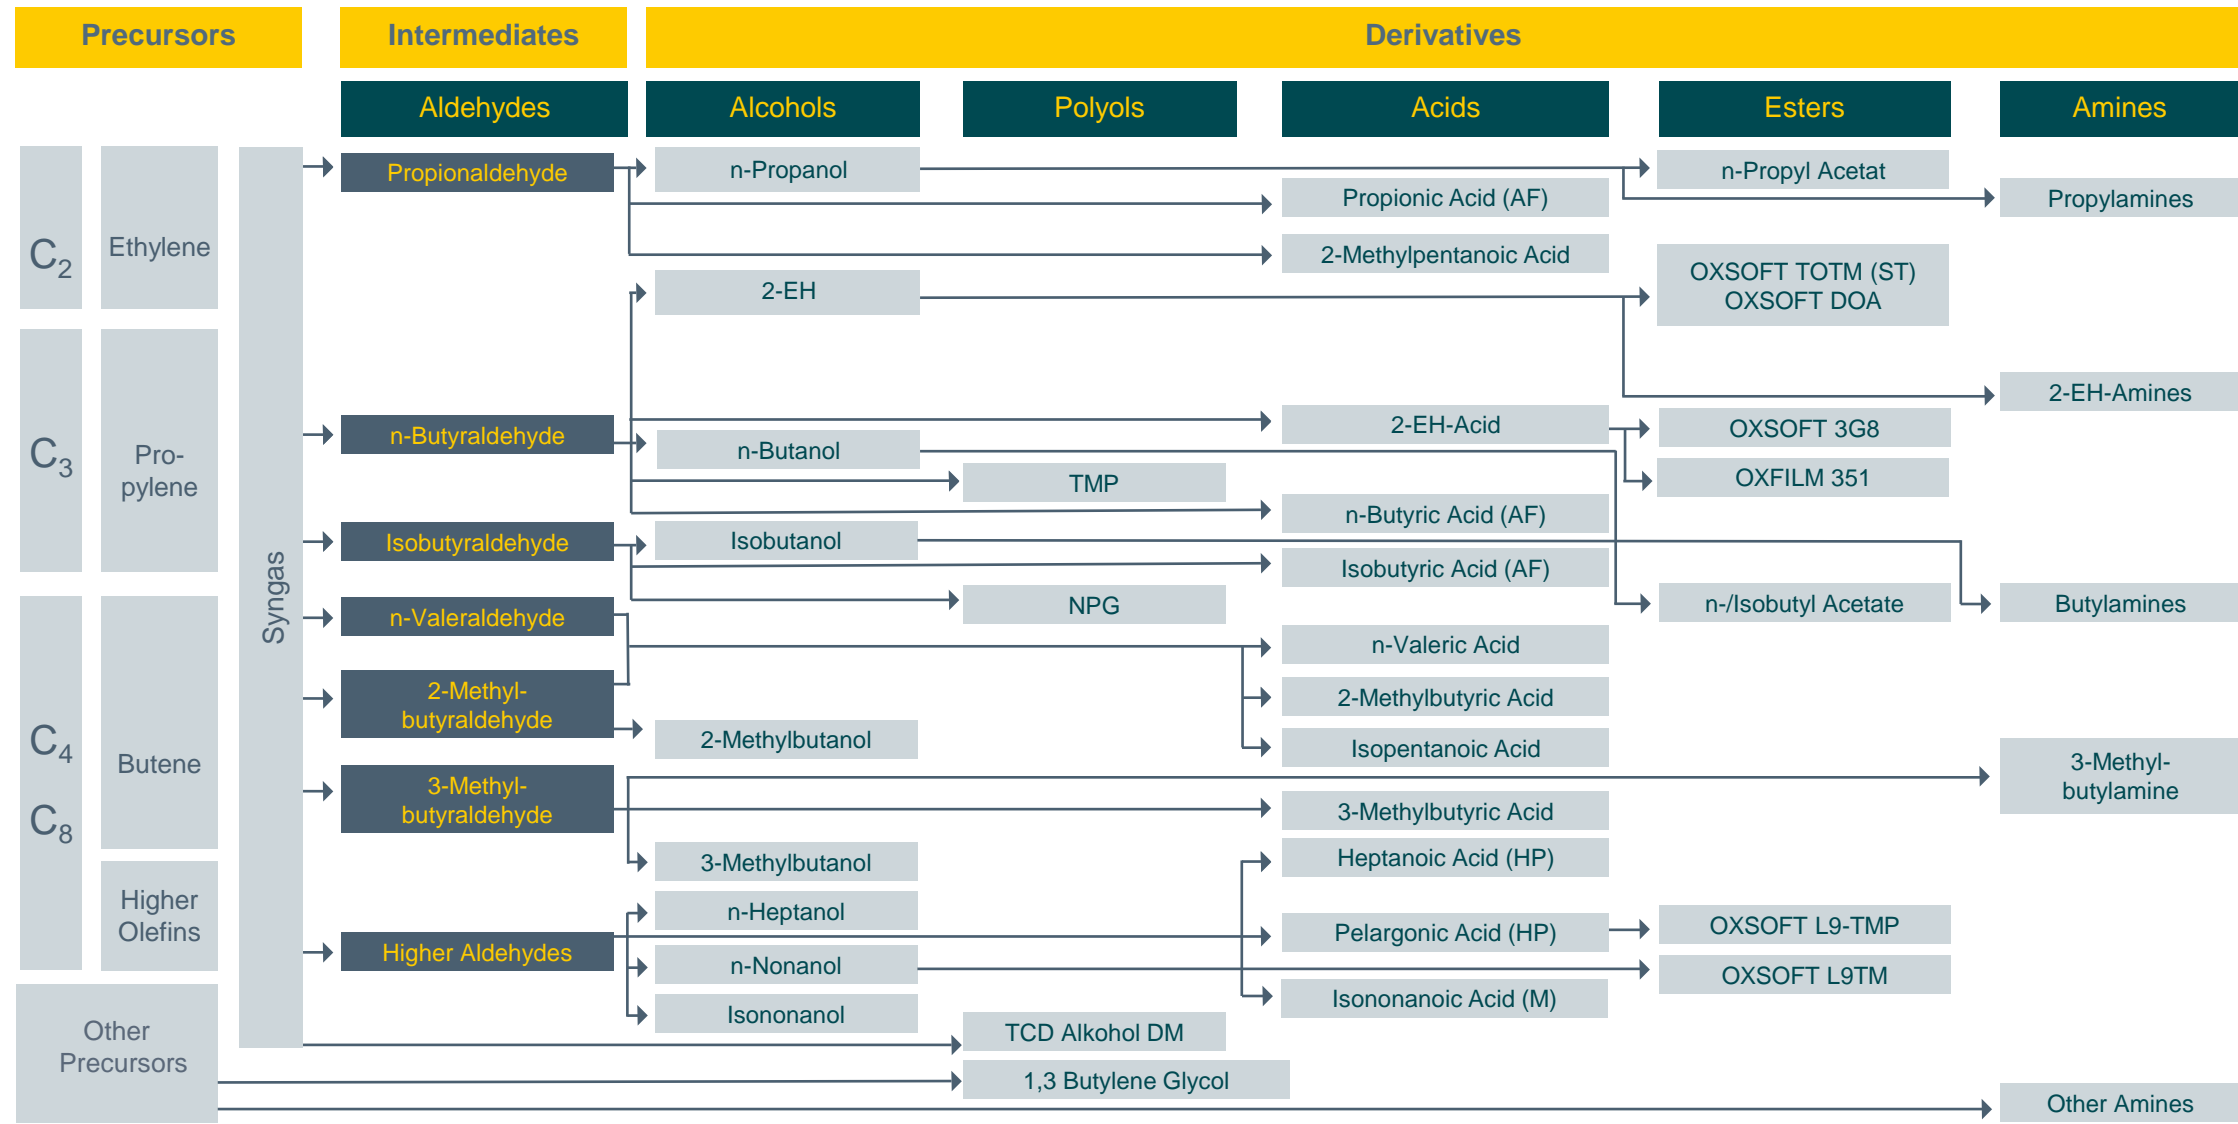 Precursors
Intermediates
Derivatives
Aldehydes
Alcohols
Polyols
Acids
Esters
Amines
C2
Ethylene
C3
Pro-
pylene
C4
C8
Butene
Higher
Olefins
Other
Precursors
Syngas
Propionaldehyde
n-Butyraldehyde
Isobutyraldehyde
n-Valeraldehyde
2-Methyl-
butyraldehyde
3-Methyl-
butyraldehyde
Higher Aldehydes
n-Propanol
2-EH
n-Butanol
Isobutanol
2-Methylbutanol
3-Methylbutanol
n-Heptanol
n-Nonanol
Isononanol
TMP
NPG
TCD Alkohol DM
1,3 Butylene Glycol
Propionic Acid (AF)
2-Methylpentanoic Acid
2-EH-Acid
n-Butyric Acid (AF)
Isobutyric Acid (AF)
n-Valeric Acid
2-Methylbutyric Acid
Isopentanoic Acid
3-Methylbutyric Acid
Heptanoic Acid (HP)
Pelargonic Acid (HP)
Isononanoic Acid (M)
n-Propyl Acetat
OXSOFT TOTM (ST)
OXSOFT DOA
OXSOFT 3G8
OXFILM 351
n-/Isobutyl Acetate
OXSOFT L9-TMP
OXSOFT L9TM
Propylamines
2-EH-Amines
Butylamines
3-Methyl-
butylamine
Other Amines